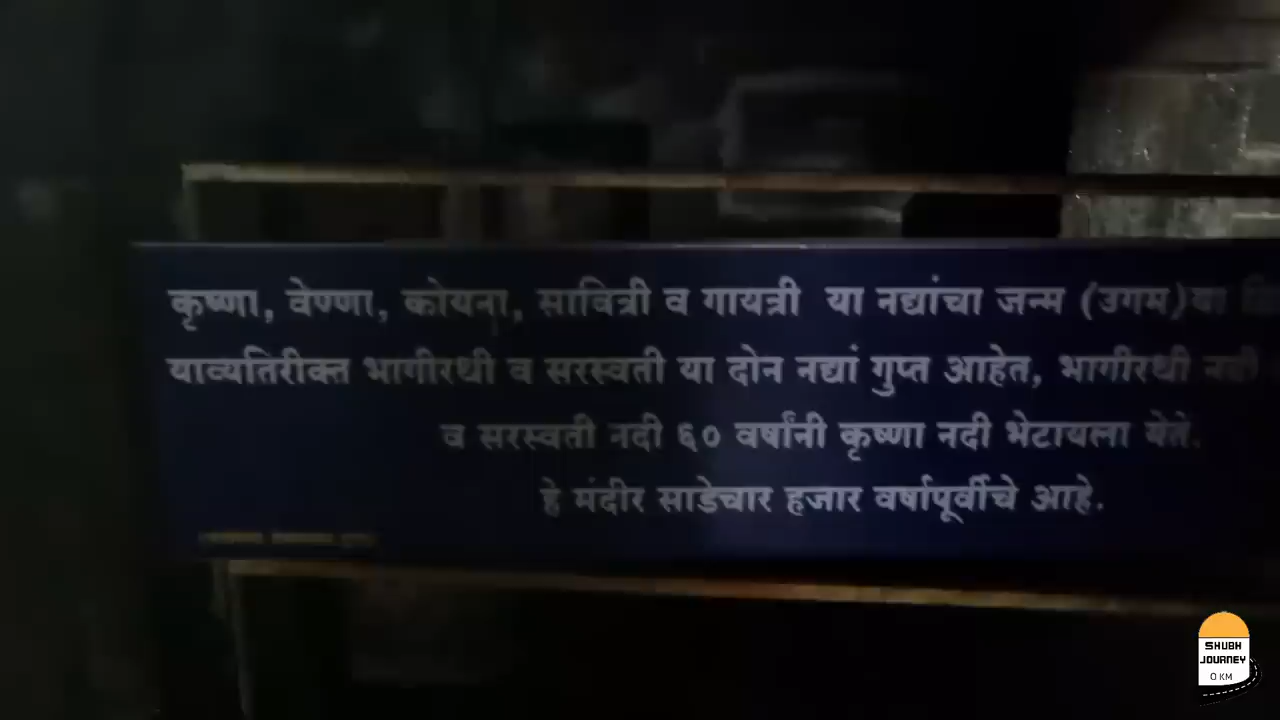 कृष्णा, वेण्णा, कोयना, सावित्री व गायत्री या नद्यांचा जन्म (उगम)या
याव्यतिरीक्त भागीरथी व सरस्वती या दोन नद्यां गुप्त आहेत, भागीरथी नदी
व सरस्वती नदी ६० वर्षांनी कृष्णा नदी भेटायला येते.
हे मंदीर साडेचार हजार वर्षापूर्वीचे आहे.
SHUBH
JOURNEY
0 KM